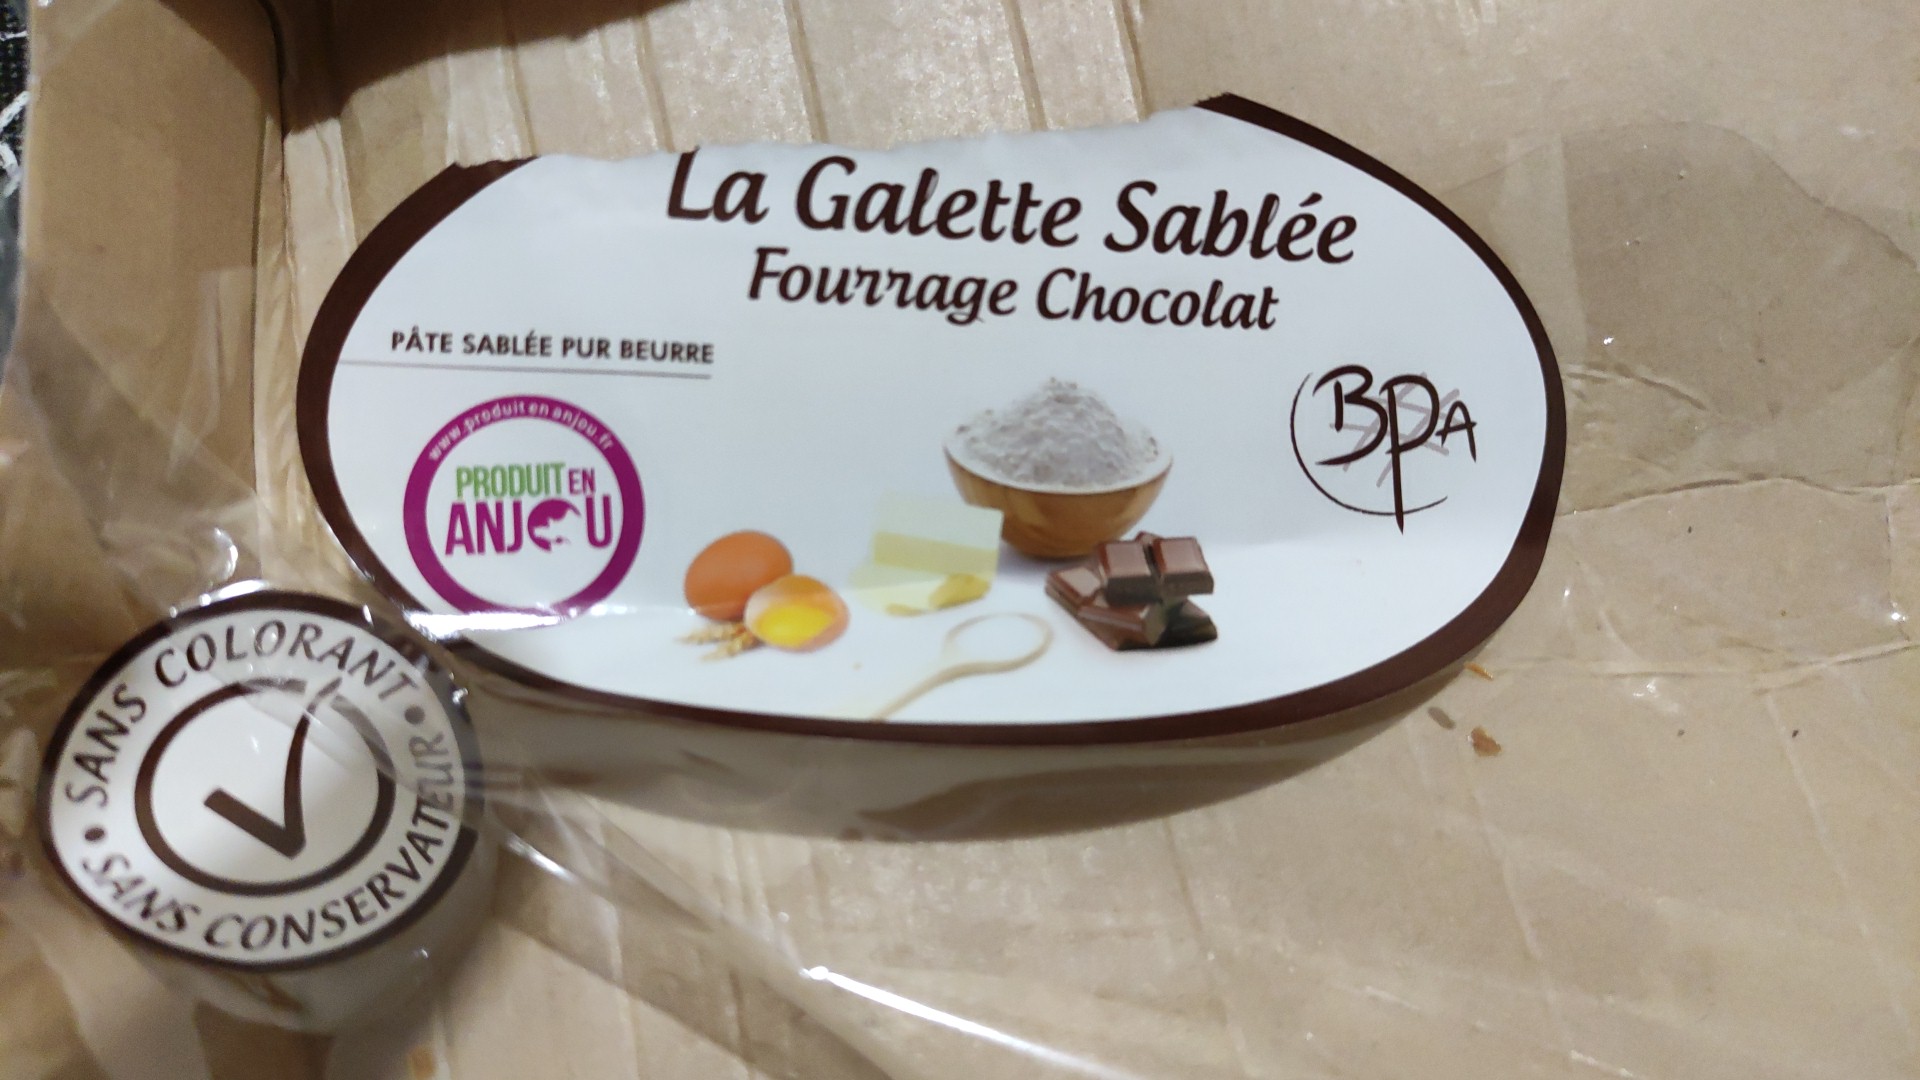 La Galette Sablée
Fourrage Chocolat
PÂTE SABLÉE PUR BEURRE
www.produitenanjou.fr
PRODUIT EN
ANJOU
BPA
• SANS COLORANT •
SANS CONSERVATEUR